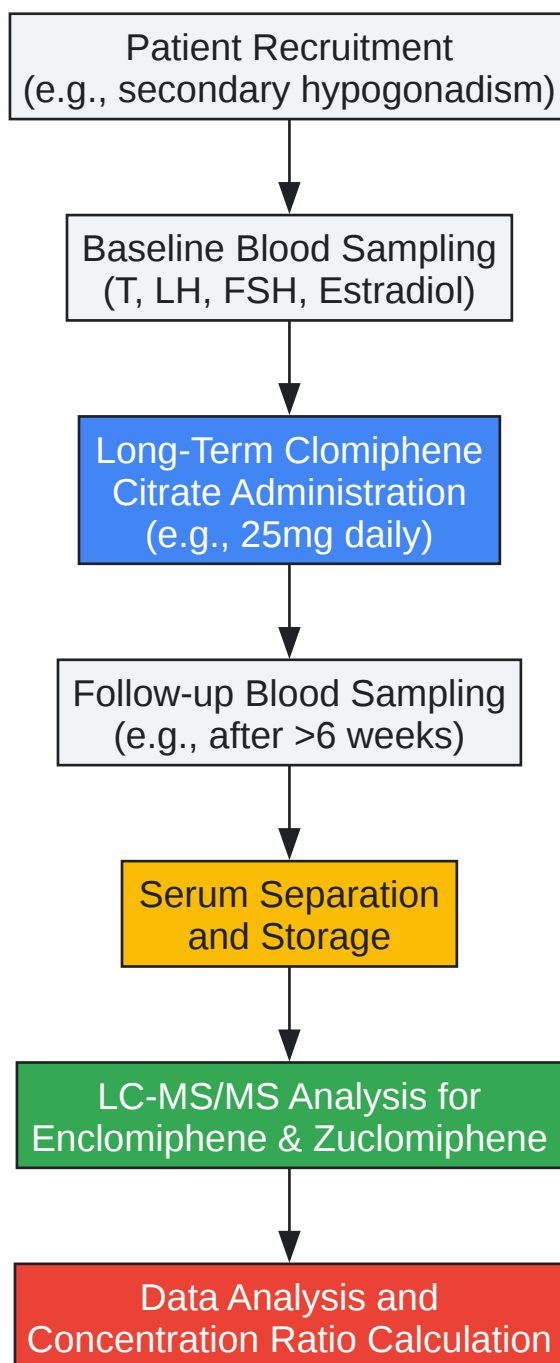 Patient Recruitment
(e.g., secondary hypogonadism)
Baseline Blood Sampling
(T, LH, FSH, Estradiol)
Long-Term Clomiphene
Citrate Administration
(e.g., 25mg daily)
Follow-up Blood Sampling
(e.g., after >6 weeks)
Serum Separation
and Storage
LC-MS/MS Analysis for
Enclomiphene & Zuclomiphene
Data Analysis and
Concentration Ratio Calculation